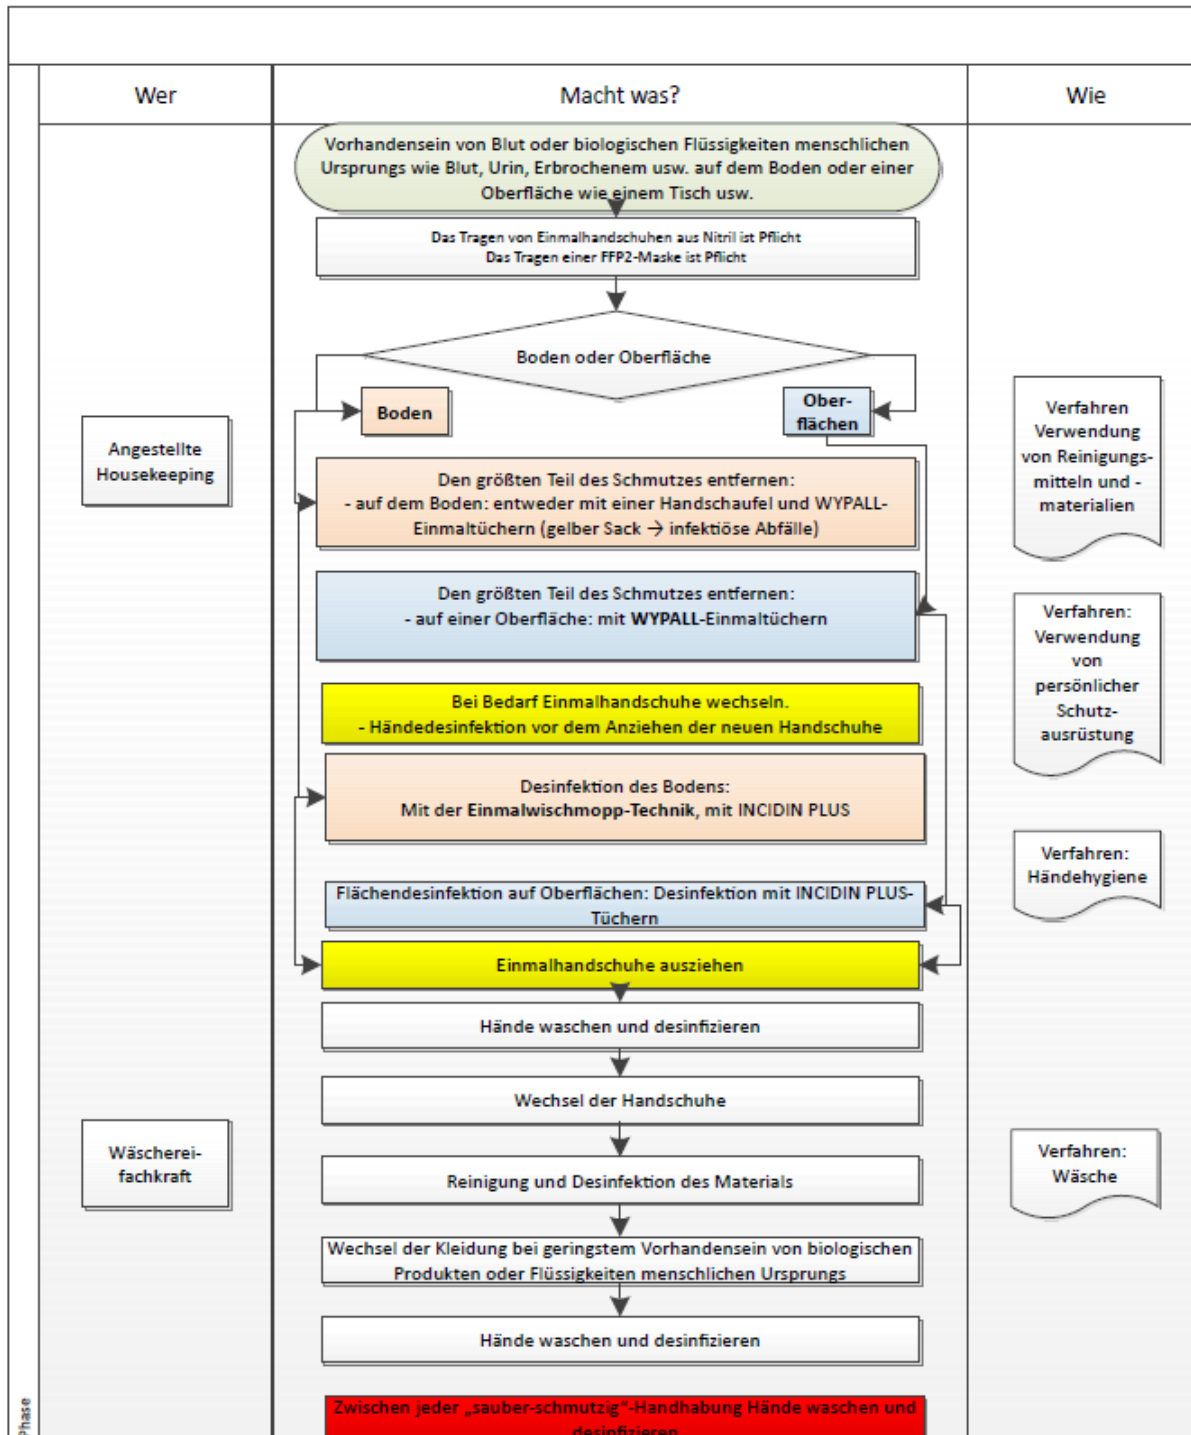 Wer
Macht was?
Wie
Vorhandensein von Blut oder biologischen Flüssigkeiten menschlichen
Ursprungs wie Blut, Urin, Erbrochenem usw. auf dem Boden oder einer
Oberfläche wie einem Tisch usw.
Das Tragen von Einmalhandschuhen aus Nitril ist Pflicht
Das Tragen einer FFP2-Maske ist Pflicht
Boden oder Oberfläche
Boden
Ober-
flächen
Angestellte
Housekeeping
Verfahren
Verwendung
von Reinigungs-
mitteln und -
materialien
Den größten Teil des Schmutzes entfernen:
- auf dem Boden: entweder mit einer Handschaufel und WYPALL-
Einmaltüchern (gelber Sack → infektiöse Abfälle)
Den größten Teil des Schmutzes entfernen:
- auf einer Oberfläche: mit WYPALL-Einmaltüchern
Verfahren:
Verwendung
von
persönlicher
Schutz-
ausrüstung
Bei Bedarf Einmalhandschuhe wechseln.
- Händedesinfektion vor dem Anziehen der neuen Handschuhe
Desinfektion des Bodens:
Mit der Einmalwischmopp-Technik, mit INCIDIN PLUS
Verfahren:
Händehygiene
Flächendesinfektion auf Oberflächen: Desinfektion mit INCIDIN PLUS-
Tüchern
Einmalhandschuhe ausziehen
Hände waschen und desinfizieren
Wechsel der Handschuhe
Wäscherei-
fachkraft
Verfahren:
Wäsche
Reinigung und Desinfektion des Materials
Wechsel der Kleidung bei geringstem Vorhandensein von biologischen
Produkten oder Flüssigkeiten menschlichen Ursprungs
Hände waschen und desinfizieren
Zwischen jeder „sauber-schmutzig“-Handhabung Hände waschen und
desinfizieren
Phase